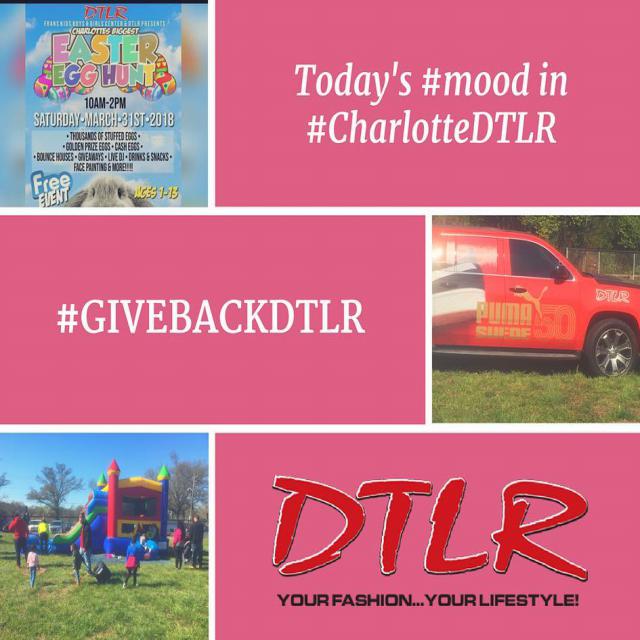 DTLR
FRANS KIDS BOYS & GIRLS CENTER & DTLR PRESENTS
CHARLOTTES BIGGEST
EASTER
EGG HUNT
10AM-2PM
SATURDAY•MARCH•31ST•2018
• THOUSANDS OF STUFFED EGGS •
• GOLDEN PRIZE EGGS • CASH EGGS •
• BOUNCE HOUSES • GIVEAWAYS • LIVE DJ • DRINKS & SNACKS •
FACE PAINTING & MORE!!!!!
Free
EVENT
AGES 1-13
Today's #mood in
#CharlotteDTLR
#GIVEBACKDTLR
DTLR
PUMA
SUEDE 50
DTLR
YOUR FASHION...YOUR LIFESTYLE!